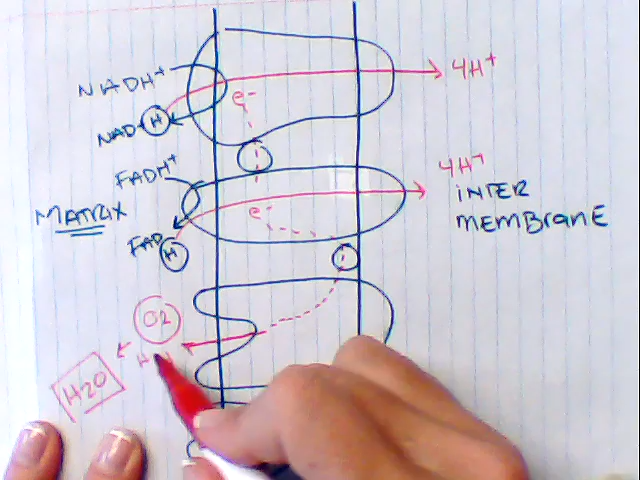 NADH⁺
NAD
H
4H⁺
e-
FADH⁺
MATRIX
FAD
H
e-
4H⁺
INTER
MEMBRANE
O2
H2O